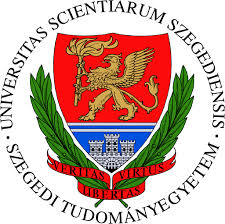 • UNIVERSITAS SCIENTIARUM SZEGEDIENSIS •
SZEGEDI TUDOMÁNYEGYETEM
VERITAS VIRTUS
LIBERTAS